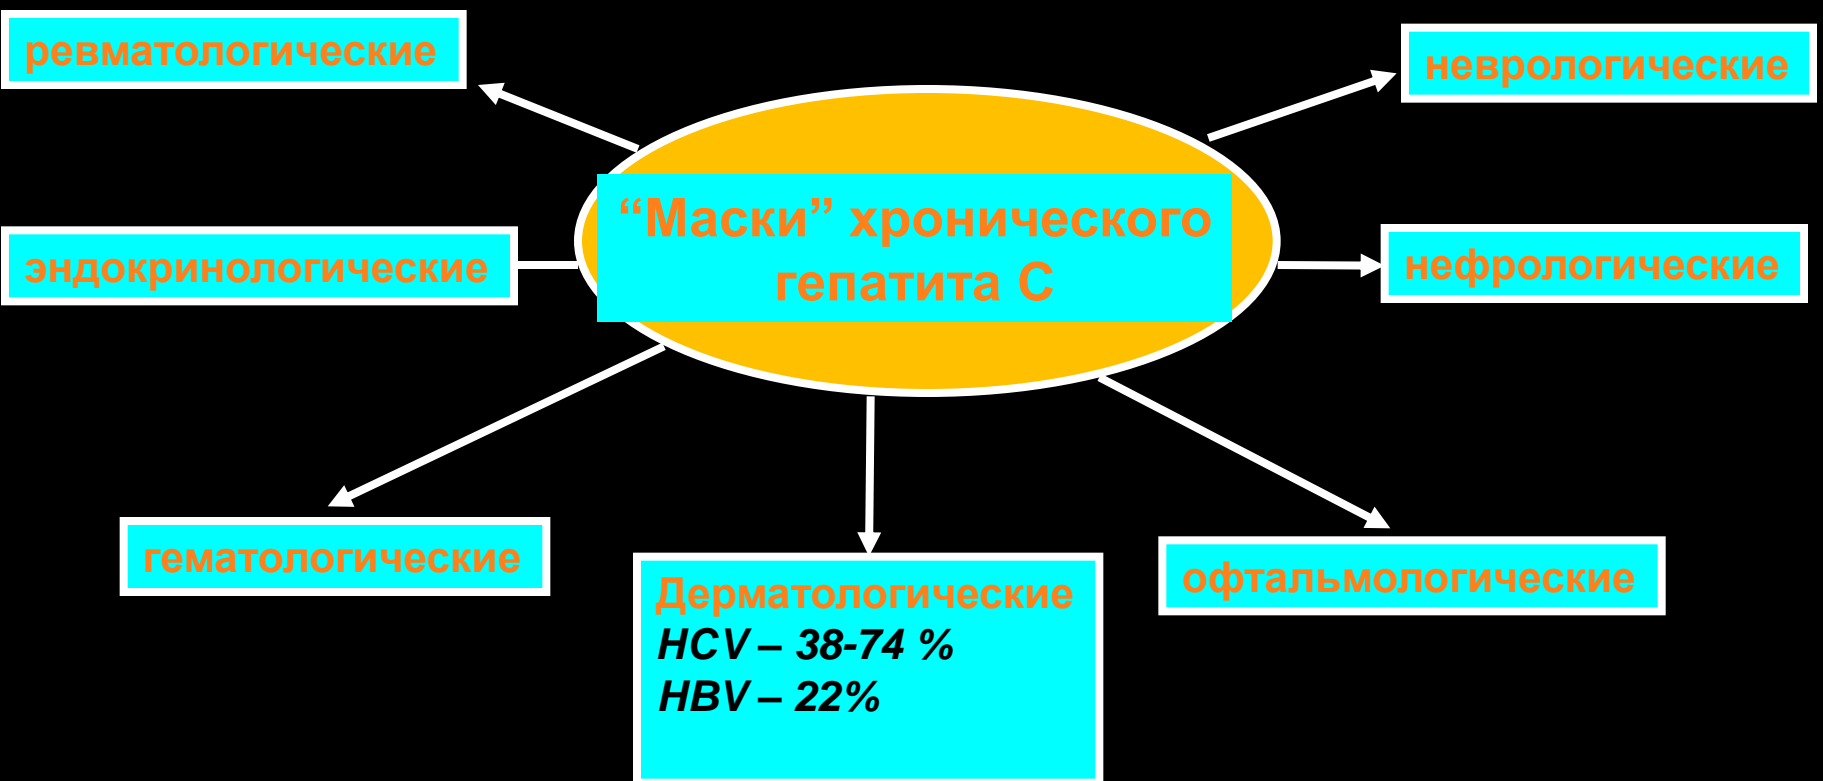 ревматологические
неврологические
“Маски” хронического
гепатита С
эндокринологические
нефрологические
гематологические
Дерматологические
HCV – 38-74 %
HBV – 22%
офтальмологические